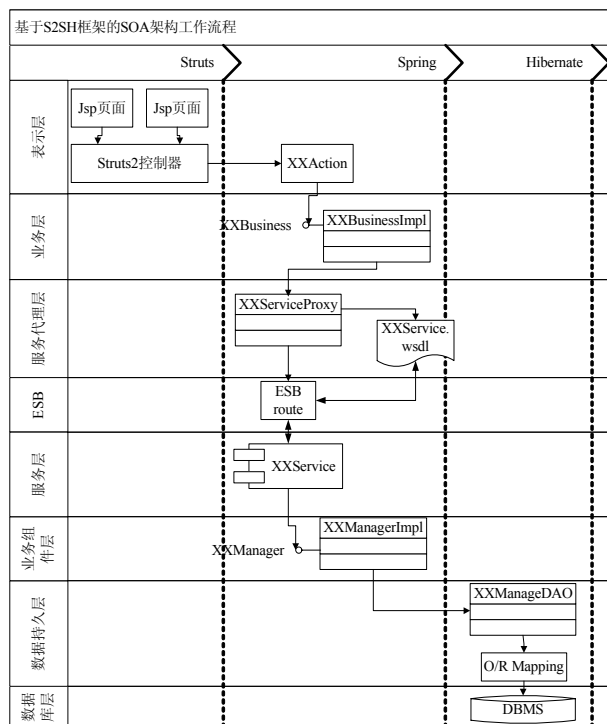 基于S2SH框架的SOA架构工作流程
Struts
Spring
Hibernate
表示层
Jsp页面
Jsp页面
Struts2控制器
XXAction
业务层
XXBusiness
XXBusinessImpl
服务代理层
XXServiceProxy
XXService.
wsdl
ESB
ESB
route
服务层
XXService
业务组
件层
XXManager
XXManagerImpl
数据持久层
XXManageDAO
O/R Mapping
数据
库层
DBMS